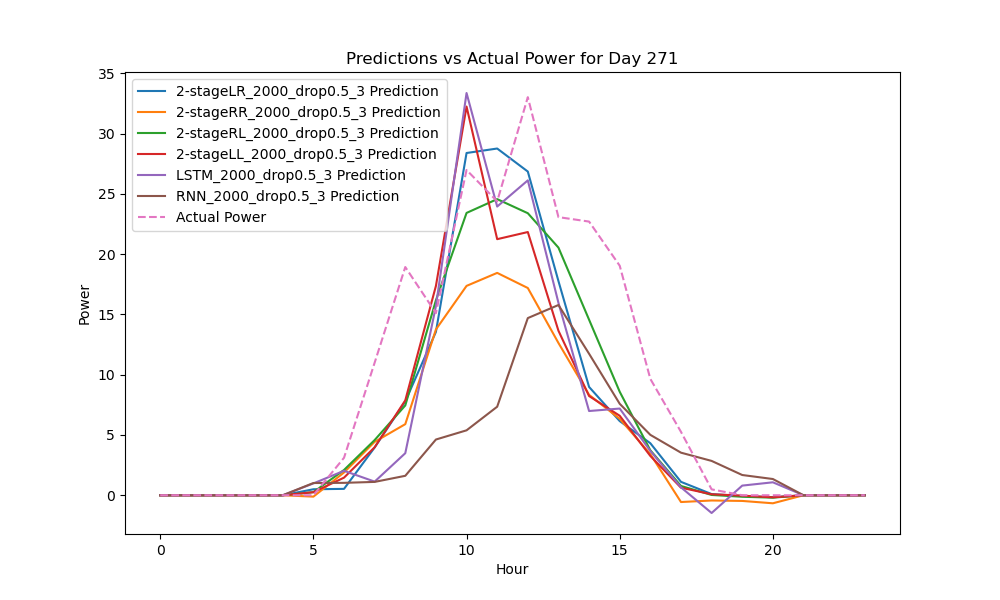 Predictions vs Actual Power for Day 271
2-stageLR_2000_drop0.5_3 Prediction
2-stageRR_2000_drop0.5_3 Prediction
2-stageRL_2000_drop0.5_3 Prediction
2-stageLL_2000_drop0.5_3 Prediction
LSTM_2000_drop0.5_3 Prediction
RNN_2000_drop0.5_3 Prediction
Actual Power
Power
35
30
25
20
15
10
5
0
0 5 10 15 20
Hour